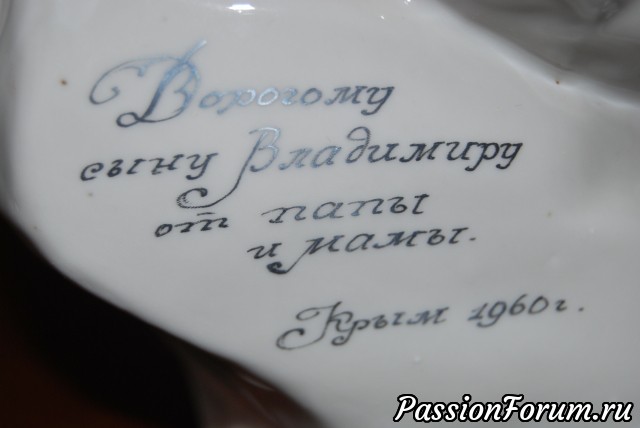 Дорогому
сыну Владимиру
от папы
и мамы.
Крым 1960г.
PassionForum.ru